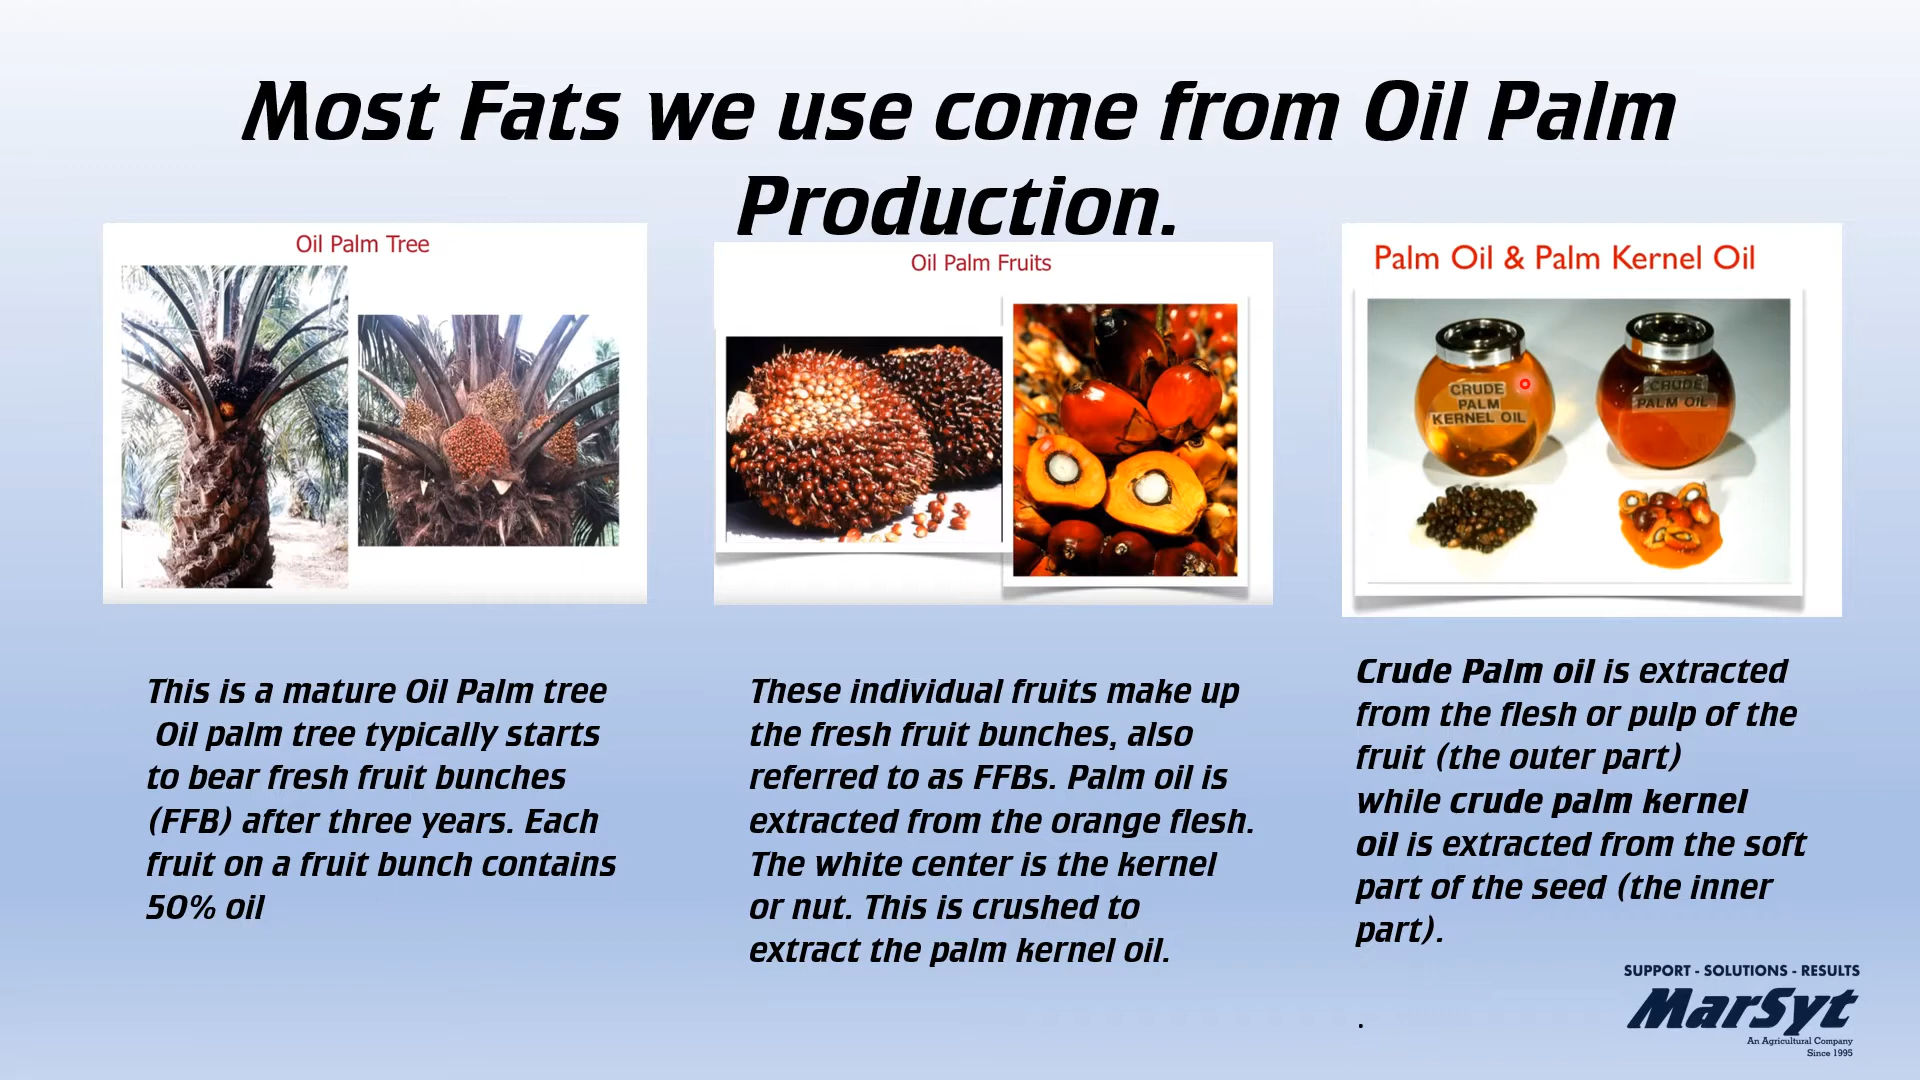 Most Fats we use come from Oil Palm
Production.
Oil Palm Tree
This is a mature Oil Palm tree
Oil palm tree typically starts
to bear fresh fruit bunches
(FFB) after three years. Each
fruit on a fruit bunch contains
50% oil
Oil Palm Fruits
These individual fruits make up
the fresh fruit bunches, also
referred to as FFBs. Palm oil is
extracted from the orange flesh.
The white center is the kernel
or nut. This is crushed to
extract the palm kernel oil.
Palm Oil & Palm Kernel Oil
CRUDE
PALM
KERNEL OIL
CRUDE
PALM OIL
Crude Palm oil is extracted
from the flesh or pulp of the
fruit (the outer part)
while crude palm kernel
oil is extracted from the soft
part of the seed (the inner
part).
.
SUPPORT - SOLUTIONS - RESULTS
MarSyt
An Agricultural Company
Since 1995